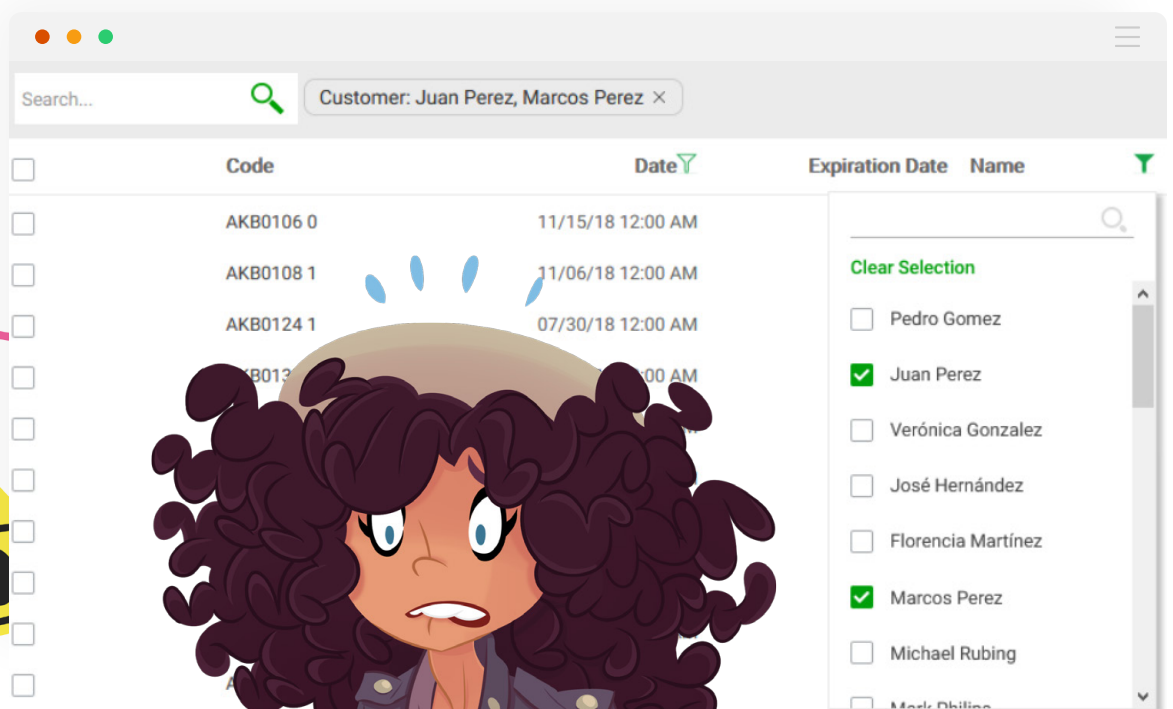 Search...
Customer: Juan Perez, Marcos Perez ×
Code Date Expiration Date Name
AKB0106 0 11/15/18 12:00 AM
AKB0108 1 11/06/18 12:00 AM
Clear Selection
AKB0124 1 07/30/18 12:00 AM
Pedro Gomez
:00 AM
Juan Perez
Verónica Gonzalez
José Hernández
Florencia Martínez
Marcos Perez
Michael Rubing